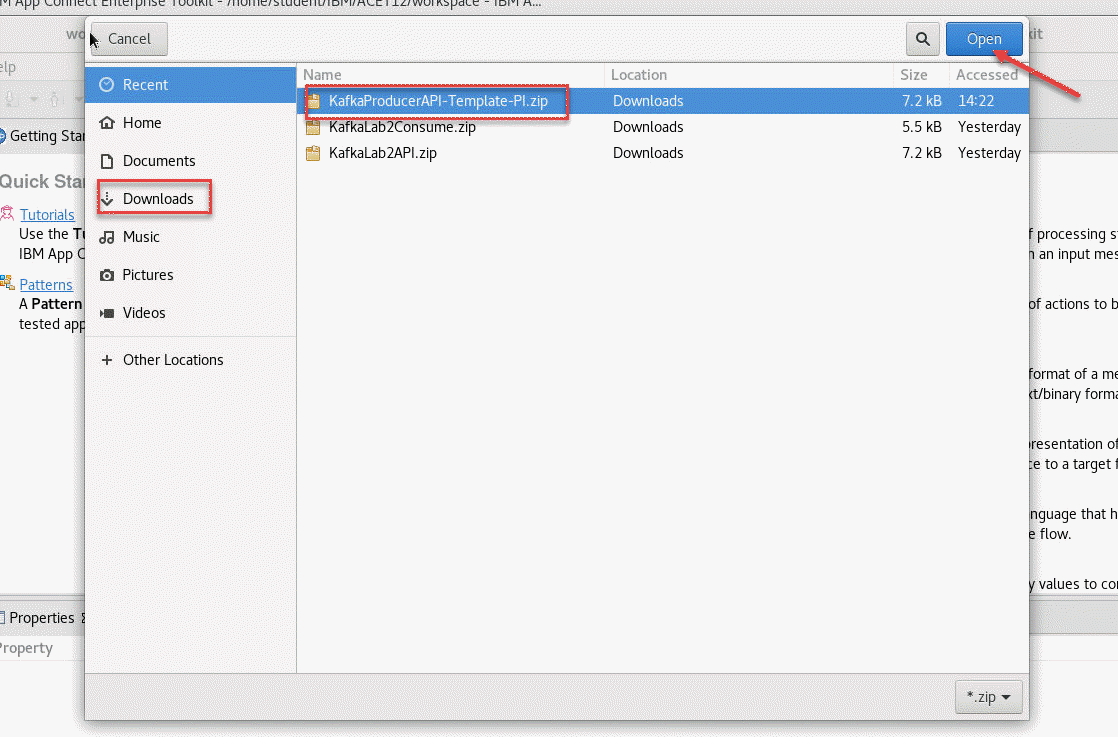 M App Connect Enterprise Toolkit - /home/student/IBM/ACET12/workspace - IBM A...
wo
Cancel
Open
kit
elp
Recent
Name Location Size Accessed
KafkaProducerAPI-Template-PI.zip Downloads 7.2 kB 14:22
KafkaLab2Consume.zip Downloads 5.5 kB Yesterday
KafkaLab2API.zip Downloads 7.2 kB Yesterday
Home
Documents
Downloads
Music
Pictures
Videos
+ Other Locations
Getting Star
Quick Sta
Tutorials
Use the Tu
IBM App C
Patterns
A Pattern
tested app
f processing s
n an input mes
of actions to b
format of a me
xt/binary forma
presentation of
ce to a target f
nguage that h
e flow.
y values to co
Properties
Property
*.zip